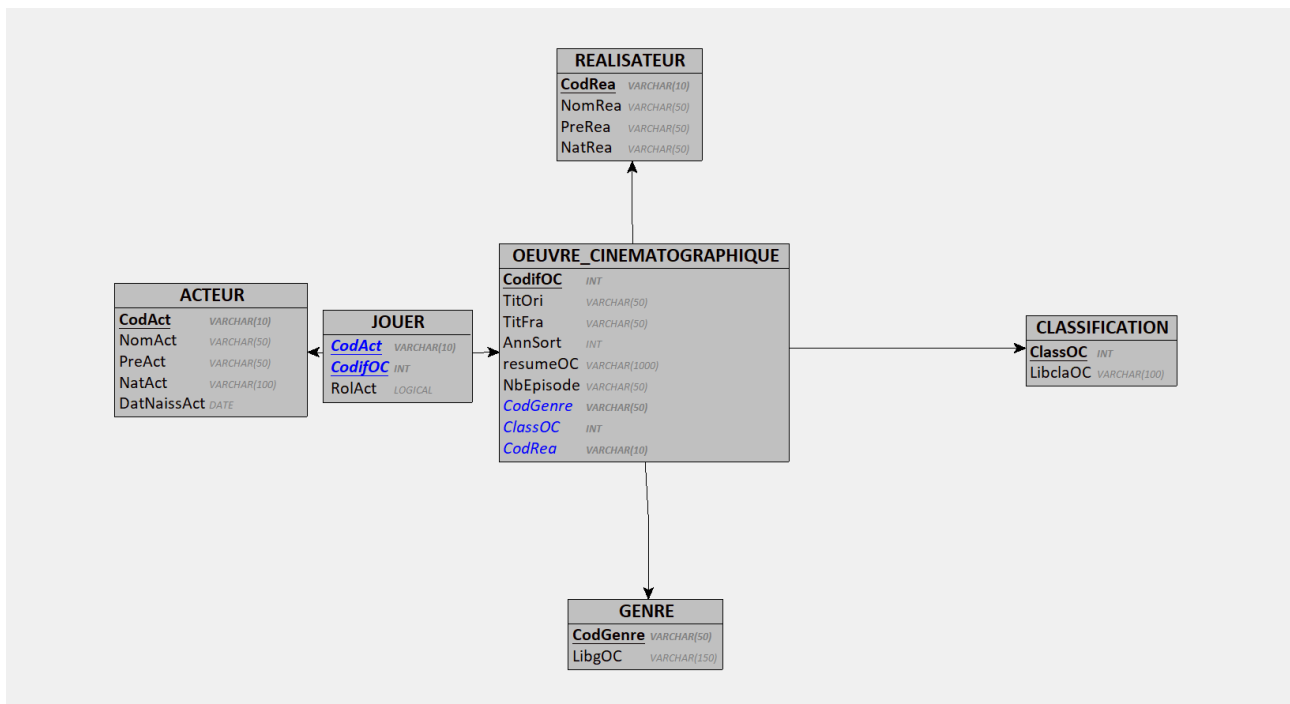 REALISATEUR
CodRea VARCHAR(10)
NomRea VARCHAR(50)
PreRea VARCHAR(50)
NatRea VARCHAR(50)
OEUVRE_CINEMATOGRAPHIQUE
CodifOC INT
TitOri VARCHAR(50)
TitFra VARCHAR(50)
AnnSort INT
resumeOC VARCHAR(1000)
NbEpisode VARCHAR(50)
CodGenre VARCHAR(50)
ClassOC INT
CodRea VARCHAR(10)
ACTEUR
CodAct VARCHAR(10)
NomAct VARCHAR(50)
PreAct VARCHAR(50)
NatAct VARCHAR(100)
DatNaissAct DATE
JOUER
CodAct VARCHAR(10)
CodifOC INT
RolAct LOGICAL
CLASSIFICATION
ClassOC INT
LibclaOC VARCHAR(100)
GENRE
CodGenre VARCHAR(50)
LibgOC VARCHAR(150)